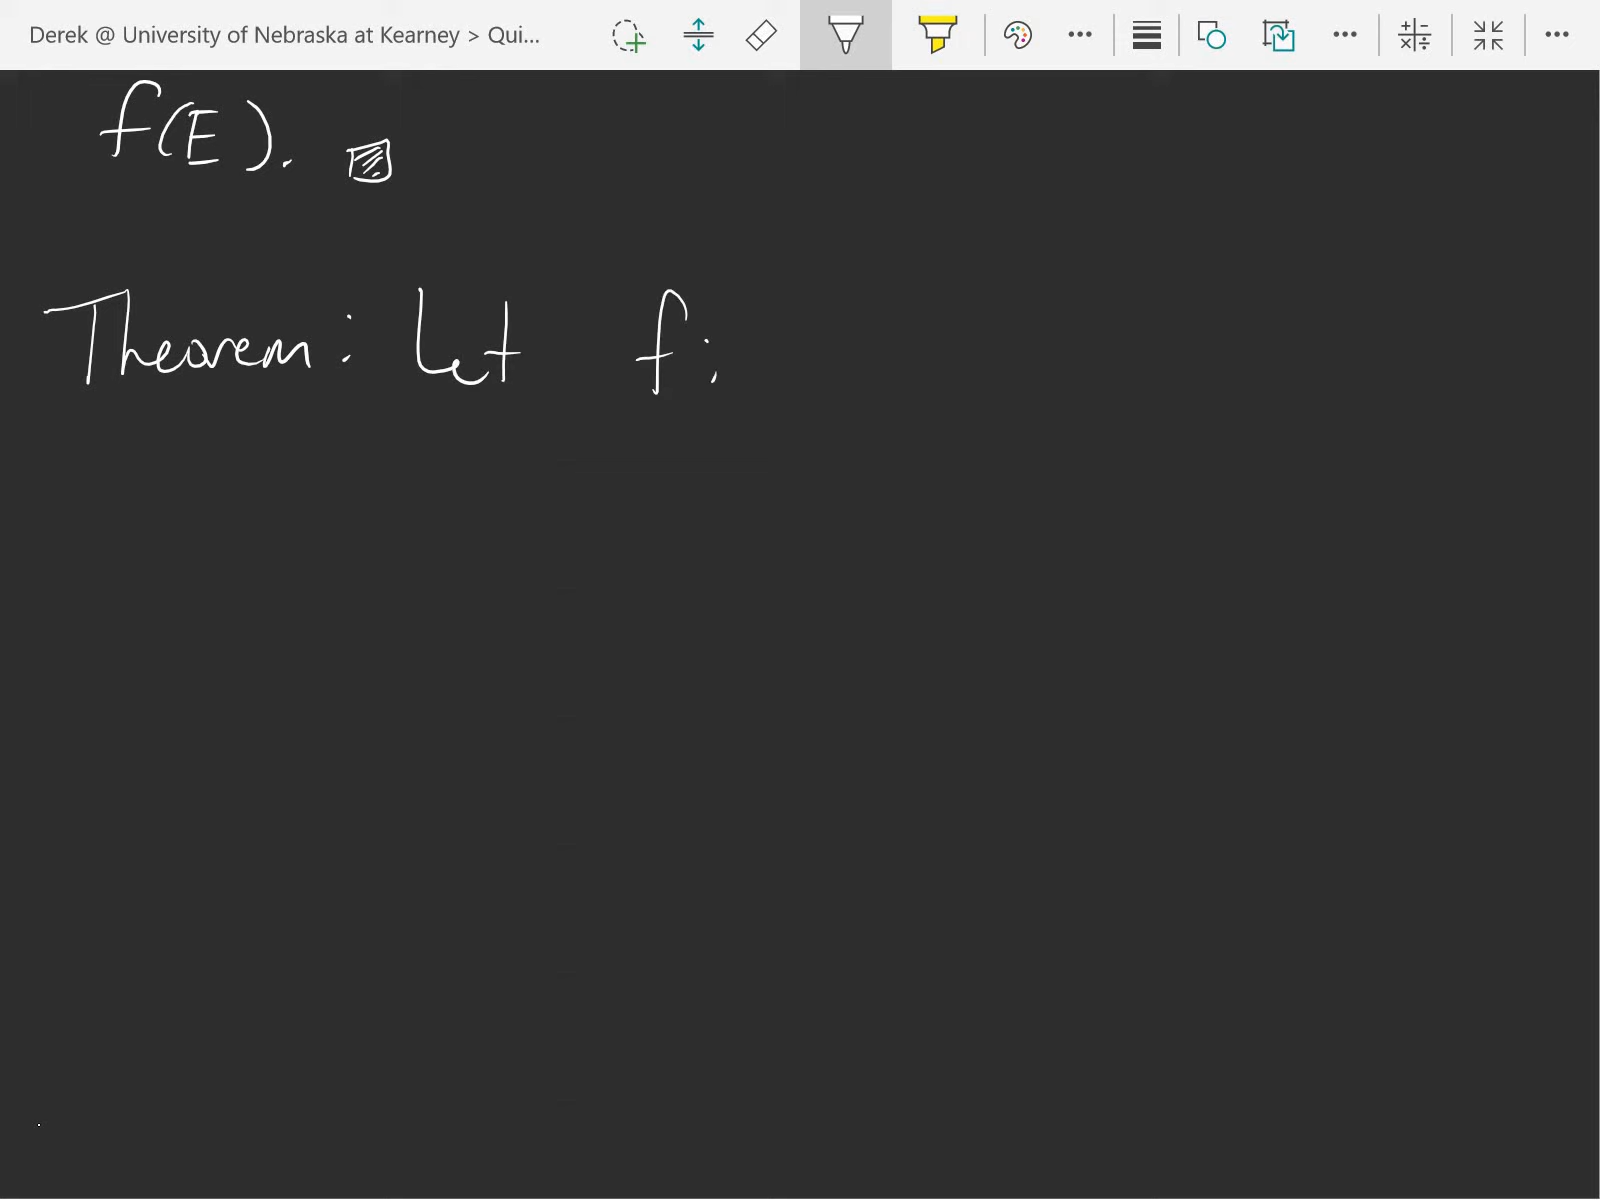 Derek @ University of Nebraska at Kearney > Qui...
f(E).
Theorem: Let f: